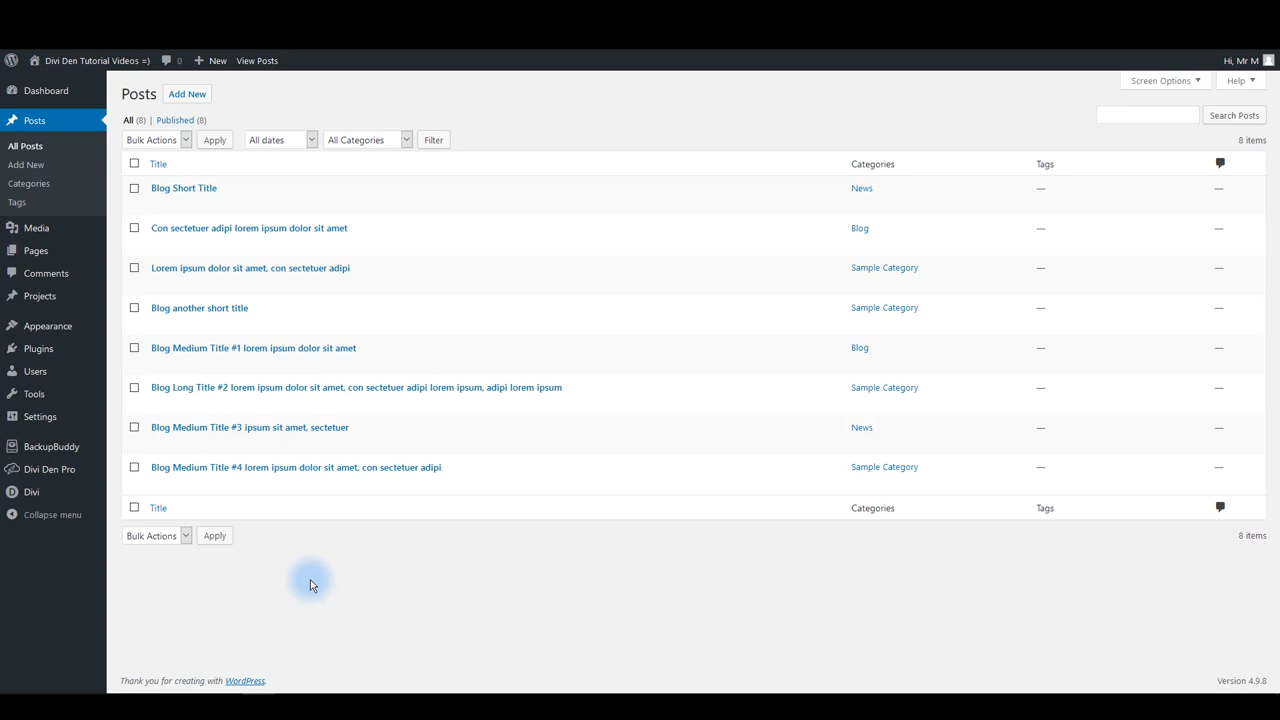 Divi Den Tutorial Videos =) 0 New View Posts Hi, Mr M
Dashboard
Posts
All Posts
Add New
Categories
Tags
Media
Pages
Comments
Projects
Appearance
Plugins
Users
Tools
Settings
BackupBuddy
Divi Den Pro
Divi
Collapse menu
Screen Options Help
Posts Add New
All (8) | Published (8)
Search Posts
Bulk Actions Apply All dates All Categories Filter 8 items
Title Categories Tags
Blog Short Title News — —
Con sectetuer adipi lorem ipsum dolor sit amet Blog — —
Lorem ipsum dolor sit amet, con sectetuer adipi Sample Category — —
Blog another short title Sample Category — —
Blog Medium Title #1 lorem ipsum dolor sit amet Blog — —
Blog Long Title #2 lorem ipsum dolor sit amet, con sectetuer adipi lorem ipsum, adipi lorem ipsum Sample Category — —
Blog Medium Title #3 ipsum sit amet, sectetuer News — —
Blog Medium Title #4 lorem ipsum dolor sit amet, con sectetuer adipi Sample Category — —
Title Categories Tags
Bulk Actions Apply 8 items
Thank you for creating with WordPress. Version 4.9.8